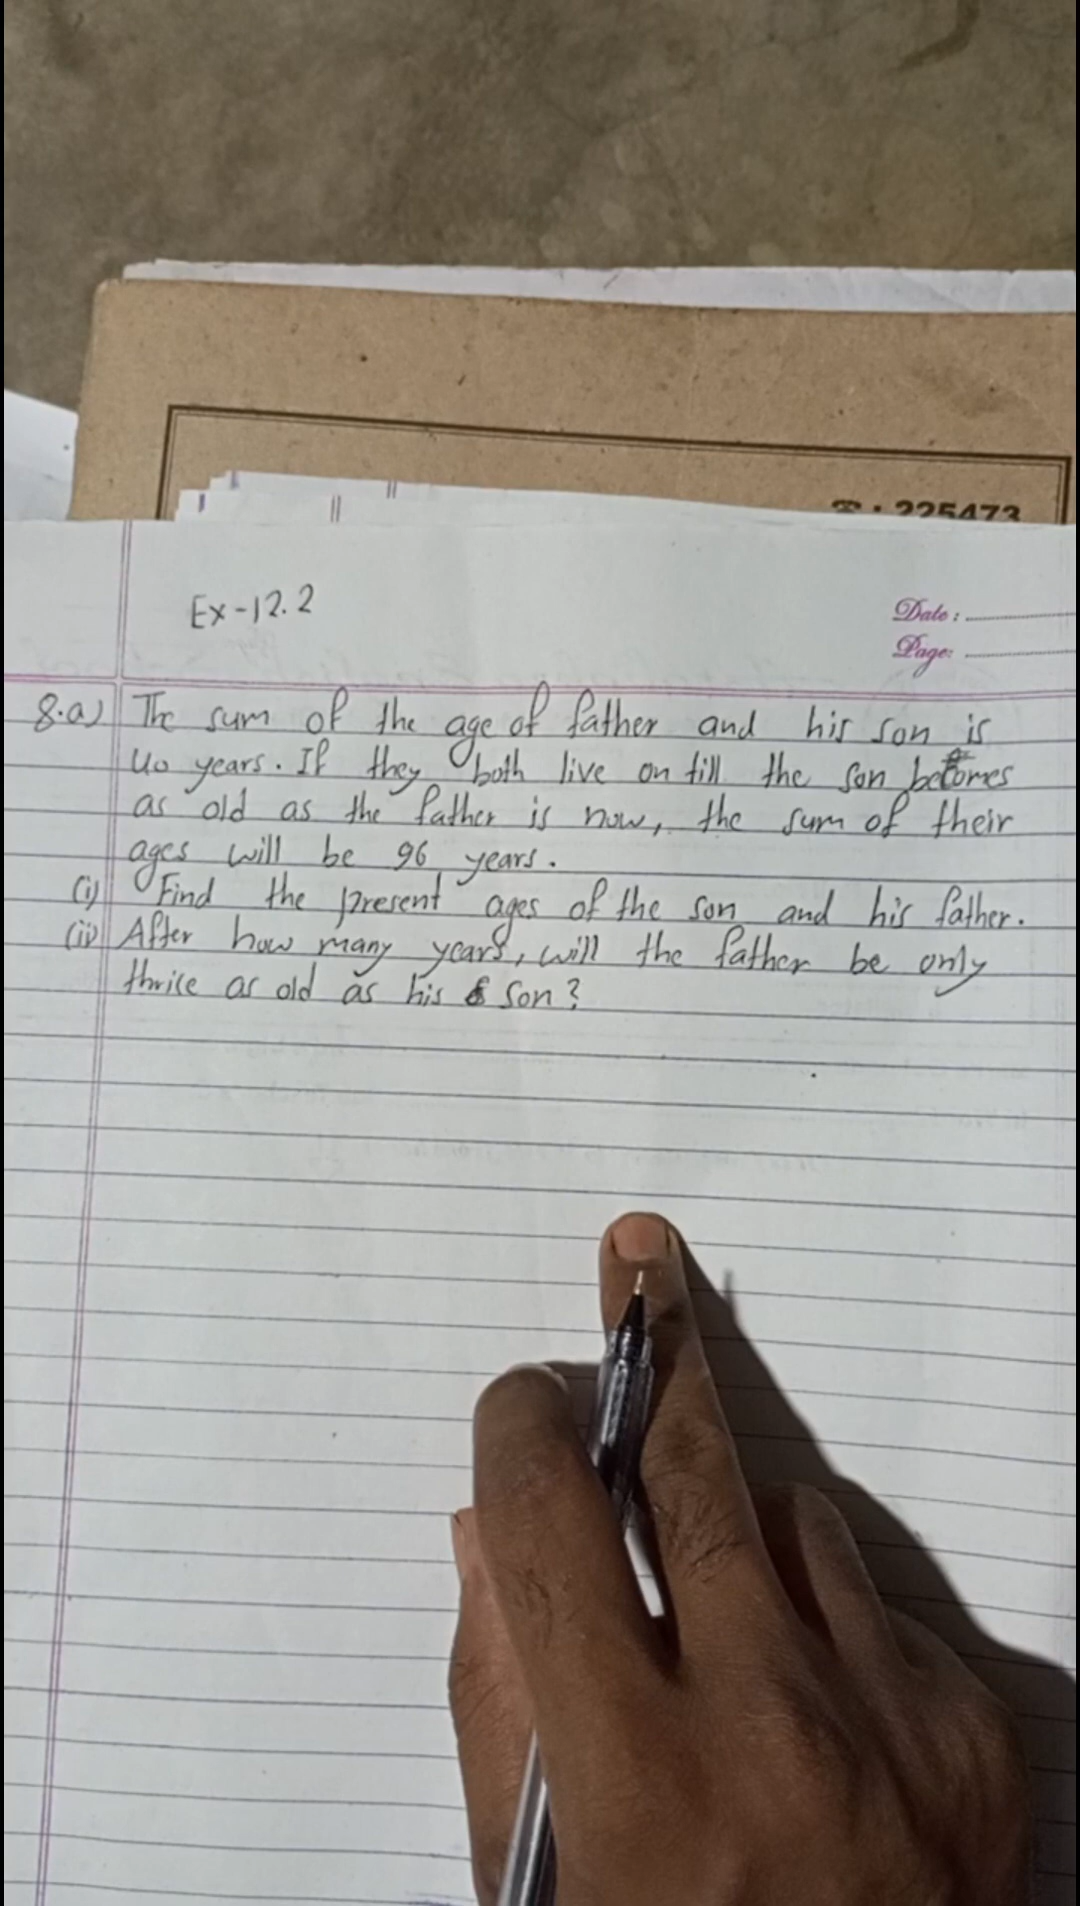 ☎ : 225473
Ex-12.2
Date :
Page:
8.a) The sum of the age of father and his son is
40 years. If they both live on till the son becomes
as old as the father is now, the sum of their
ages will be 96 years.
(i) Find the present ages of the son and his father.
(ii) After how many years, will the father be only
thrice as old as his son?